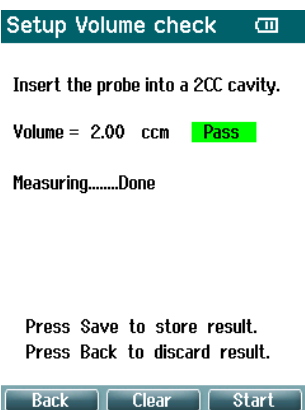 Setup Volume check
Insert the probe into a 2CC cavity.
Volume = 2.00 ccm Pass
Measuring........Done
Press Save to store result.
Press Back to discard result.
Back Clear Start